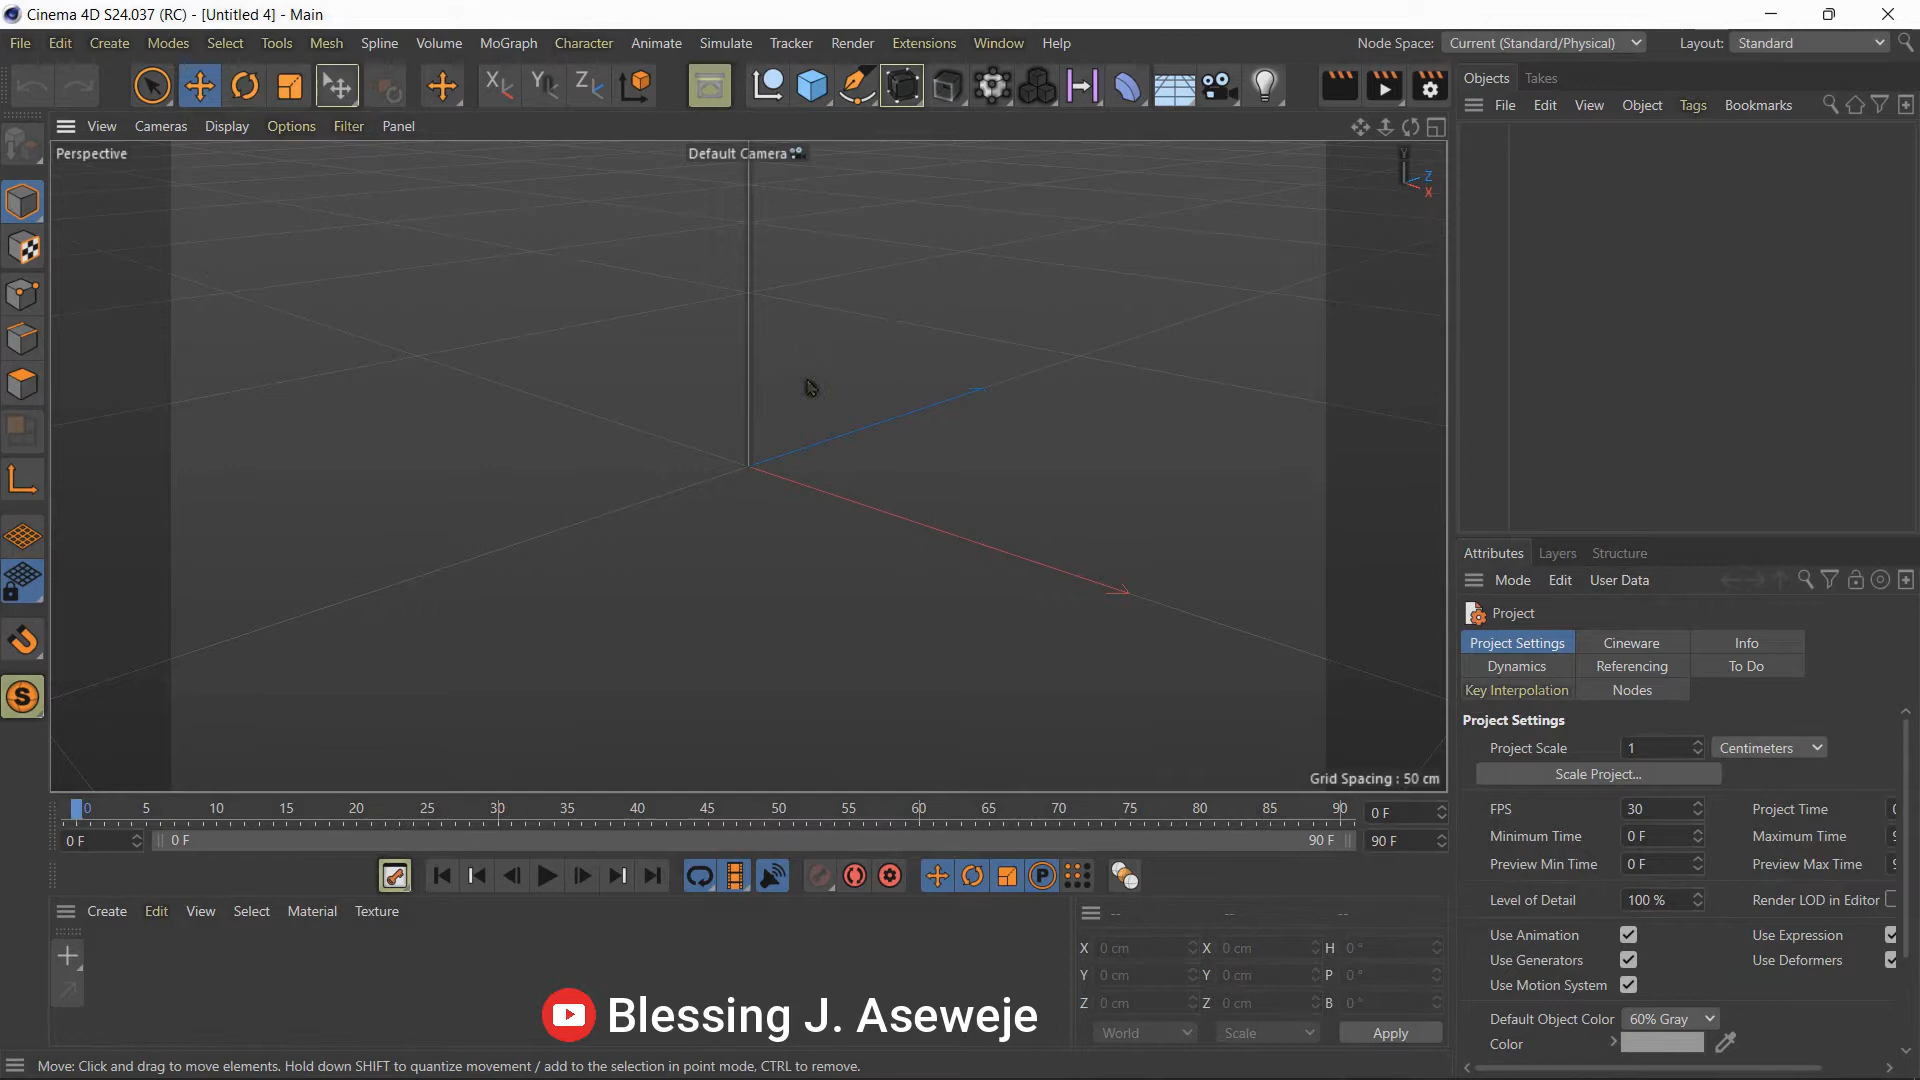 Cinema 4D S24.037 (RC) - [Untitled 4] - Main
File Edit Create Modes Select Tools Mesh Spline Volume MoGraph Character Animate Simulate Tracker Render Extensions Window Help Node Space: Current (Standard/Physical) Layout: Standard
X Y Z
Objects Takes
File Edit View Object Tags Bookmarks
View Cameras Display Options Filter Panel
Perspective
Default Camera
Y
Z
X
S
Grid Spacing : 50 cm
Attributes Layers Structure
Mode Edit User Data
Project
Project Settings Cineware Info
Dynamics Referencing To Do
Key Interpolation Nodes
Project Settings
Project Scale 1 Centimeters
Scale Project...
FPS 30 Project Time
Minimum Time 0 F Maximum Time
Preview Min Time 0 F Preview Max Time
Level of Detail 100 % Render LOD in Editor
Use Animation Use Expression
Use Generators Use Deformers
Use Motion System
Default Object Color 60% Gray
Color
0 5 10 15 20 25 30 35 40 45 50 55 60 65 70 75 80 85 90 0 F
0 F 0 F 90 F 90 F
P
Create Edit View Select Material Texture
-- -- --
X 0 cm X 0 cm H 0 °
Y 0 cm Y 0 cm P 0 °
Z 0 cm Z 0 cm B 0 °
World Scale Apply
Blessing J. Aseweje
Move: Click and drag to move elements. Hold down SHIFT to quantize movement / add to the selection in point mode, CTRL to remove.